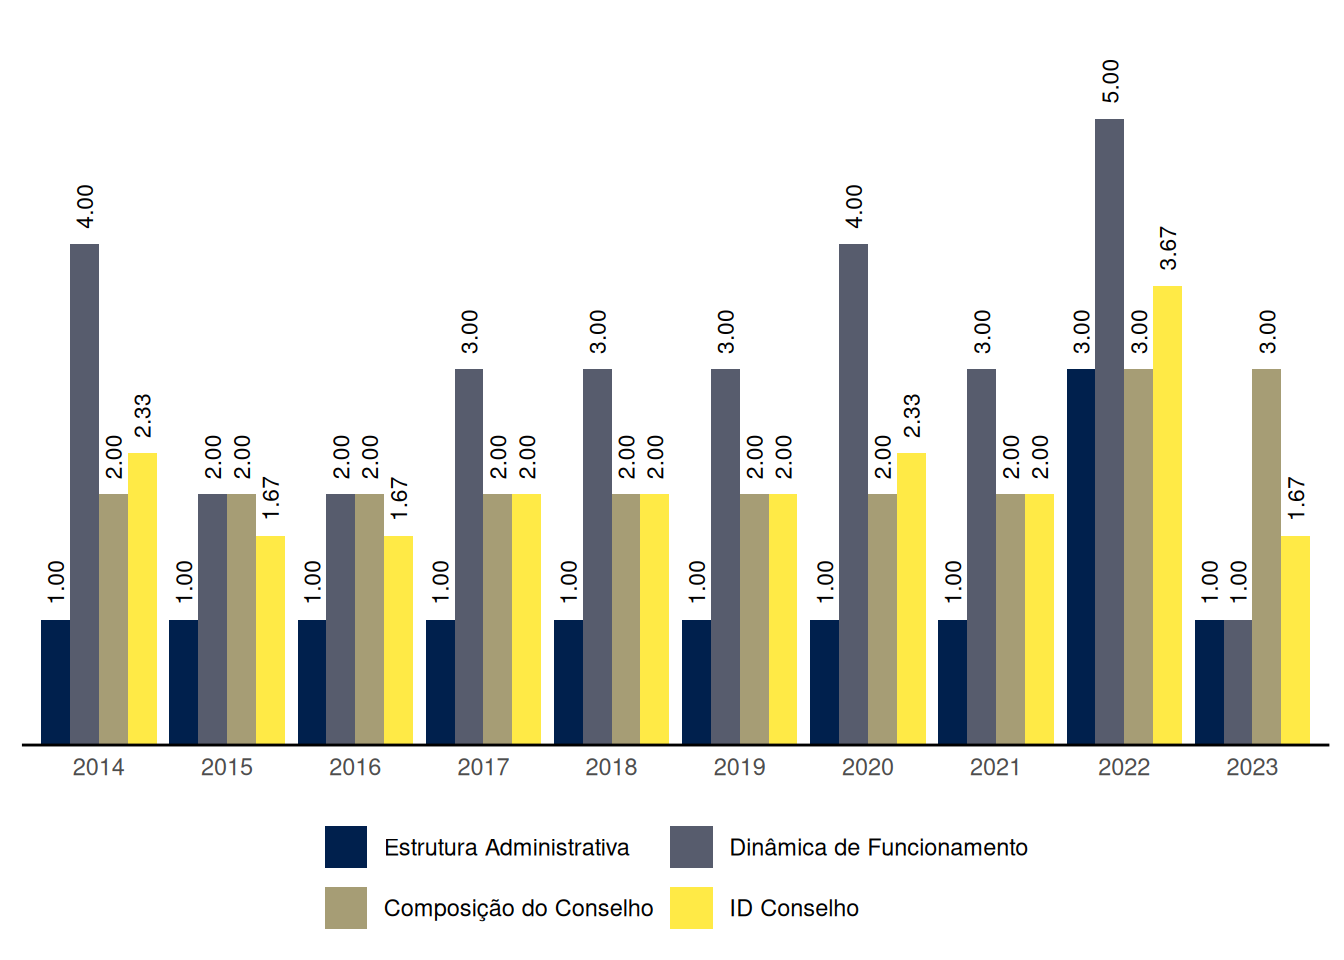 1.00 4.00 2.00 2.33 1.00 2.00 2.00 1.67 1.00 2.00 2.00 1.67 1.00 3.00 2.00 2.00 1.00 3.00 2.00 2.00 1.00 3.00 2.00 2.00 1.00 4.00 2.00 2.33 1.00 3.00 2.00 2.00 3.00 5.00 3.00 3.67 1.00 1.00 3.00 1.67
2014 2015 2016 2017 2018 2019 2020 2021 2022 2023
Estrutura Administrativa Dinâmica de Funcionamento
Composição do Conselho ID Conselho